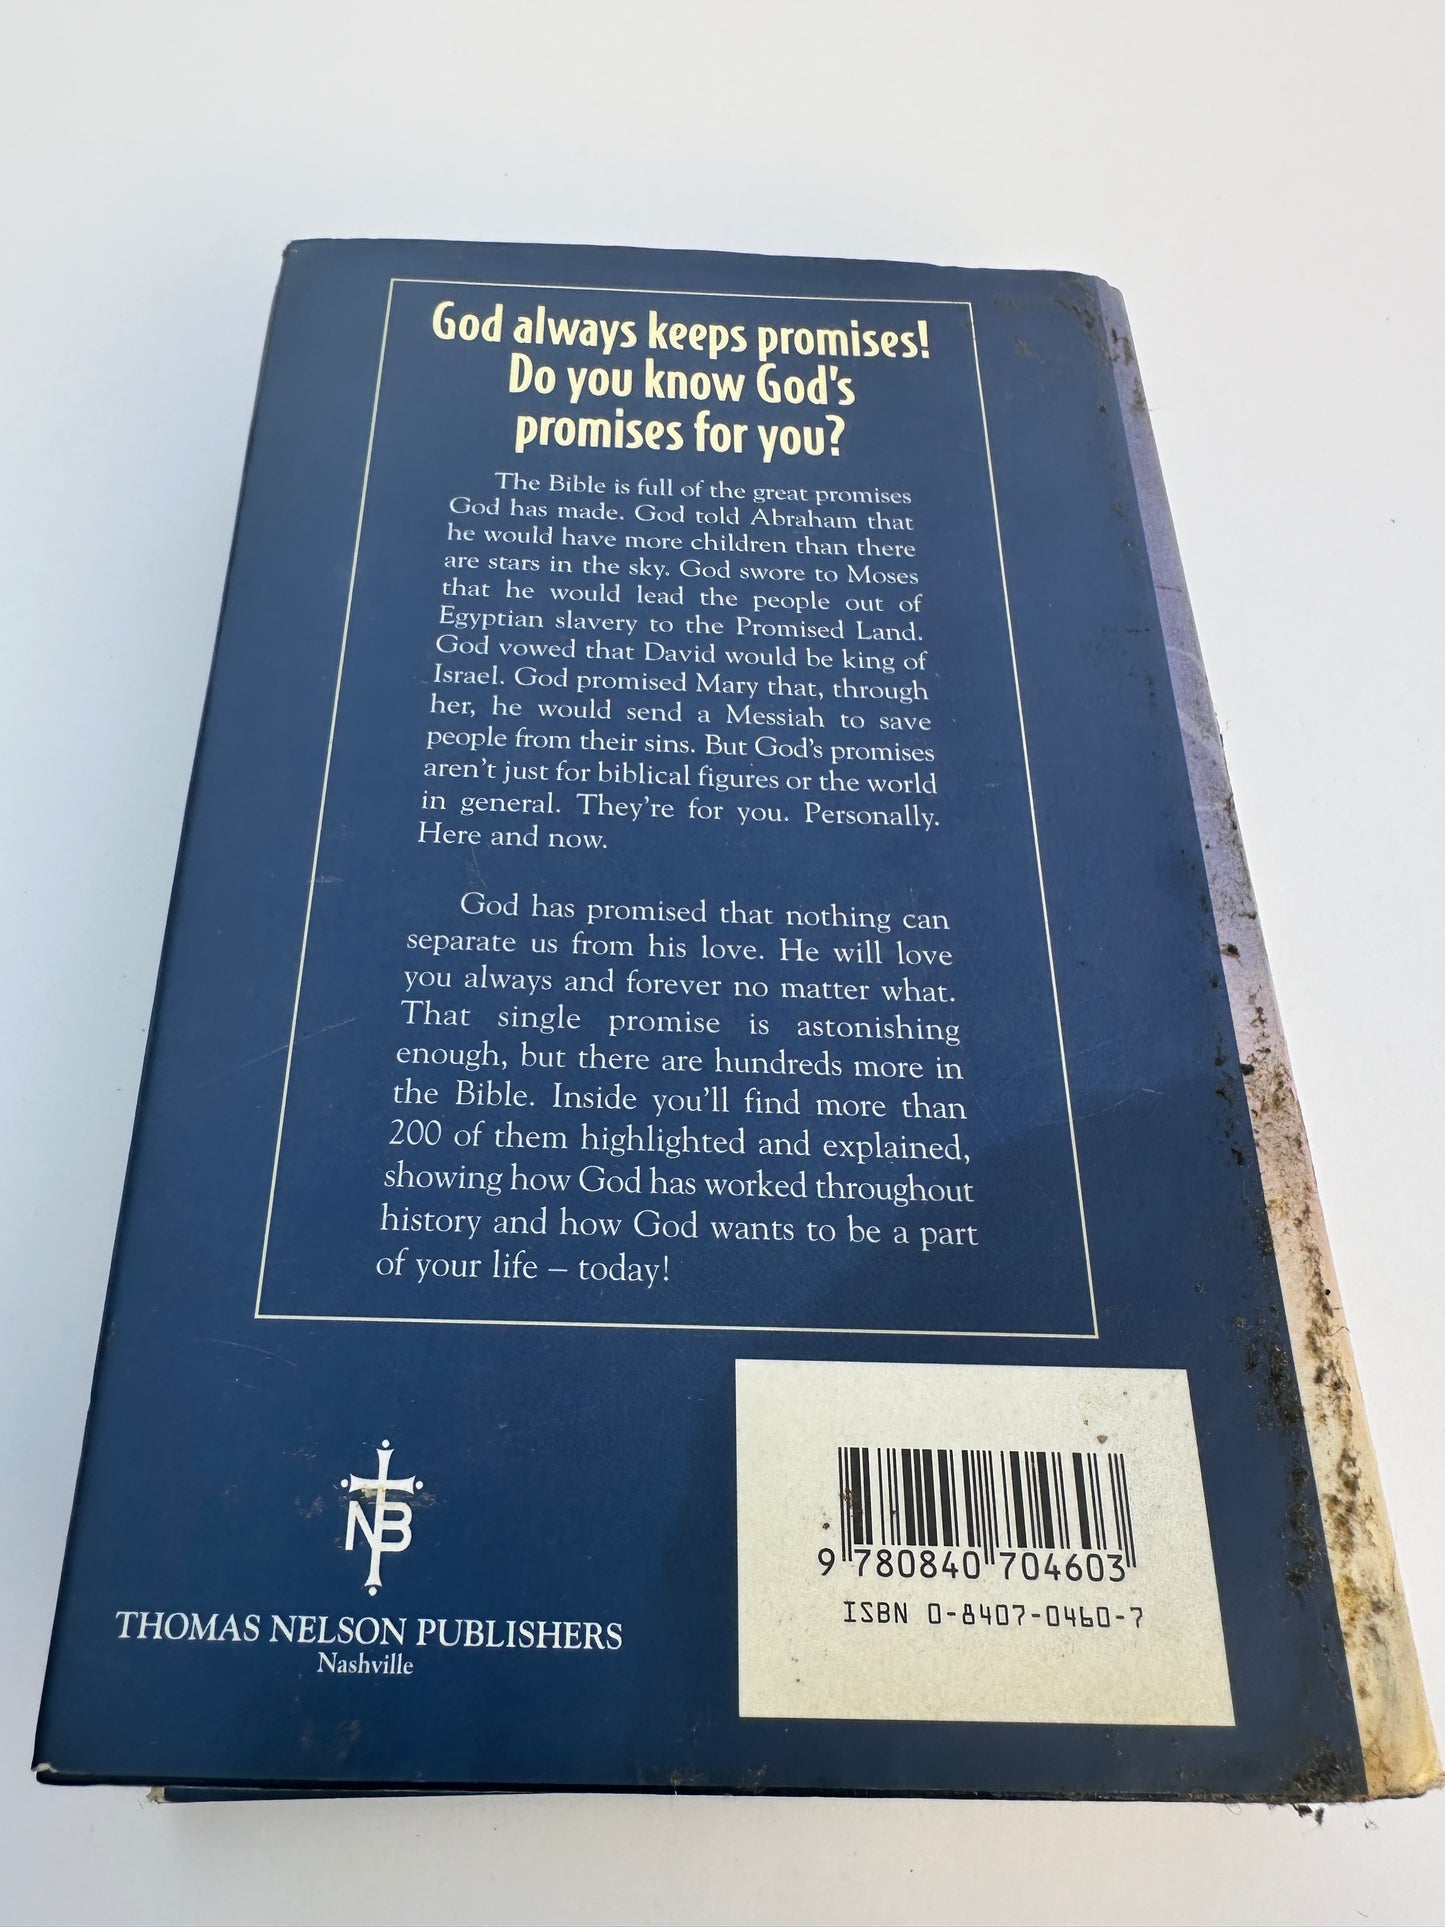 God always keeps promises!
Do you know God's
promises for you?
The Bible is full of the great promises
God has made. God told Abraham that
he would have more children than there
are stars in the sky. God swore to Moses
that he would lead the people out of
Egyptian slavery to the Promised Land.
God vowed that David would be king of
Israel. God promised Mary that, through
her, he would send a Messiah to save
people from their sins. But God's promises
aren't just for biblical figures or the world
in general. They're for you. Personally.
Here and now.
God has promised that nothing can
separate us from his love. He will love
you always and forever no matter what.
That single promise is astonishing
enough, but there are hundreds more in
the Bible. Inside you'll find more than
200 of them highlighted and explained,
showing how God has worked throughout
history and how God wants to be a part
of your life – today!
NB
THOMAS NELSON PUBLISHERS
Nashville
9 780840 704603
ISBN 0-8407-0460-7